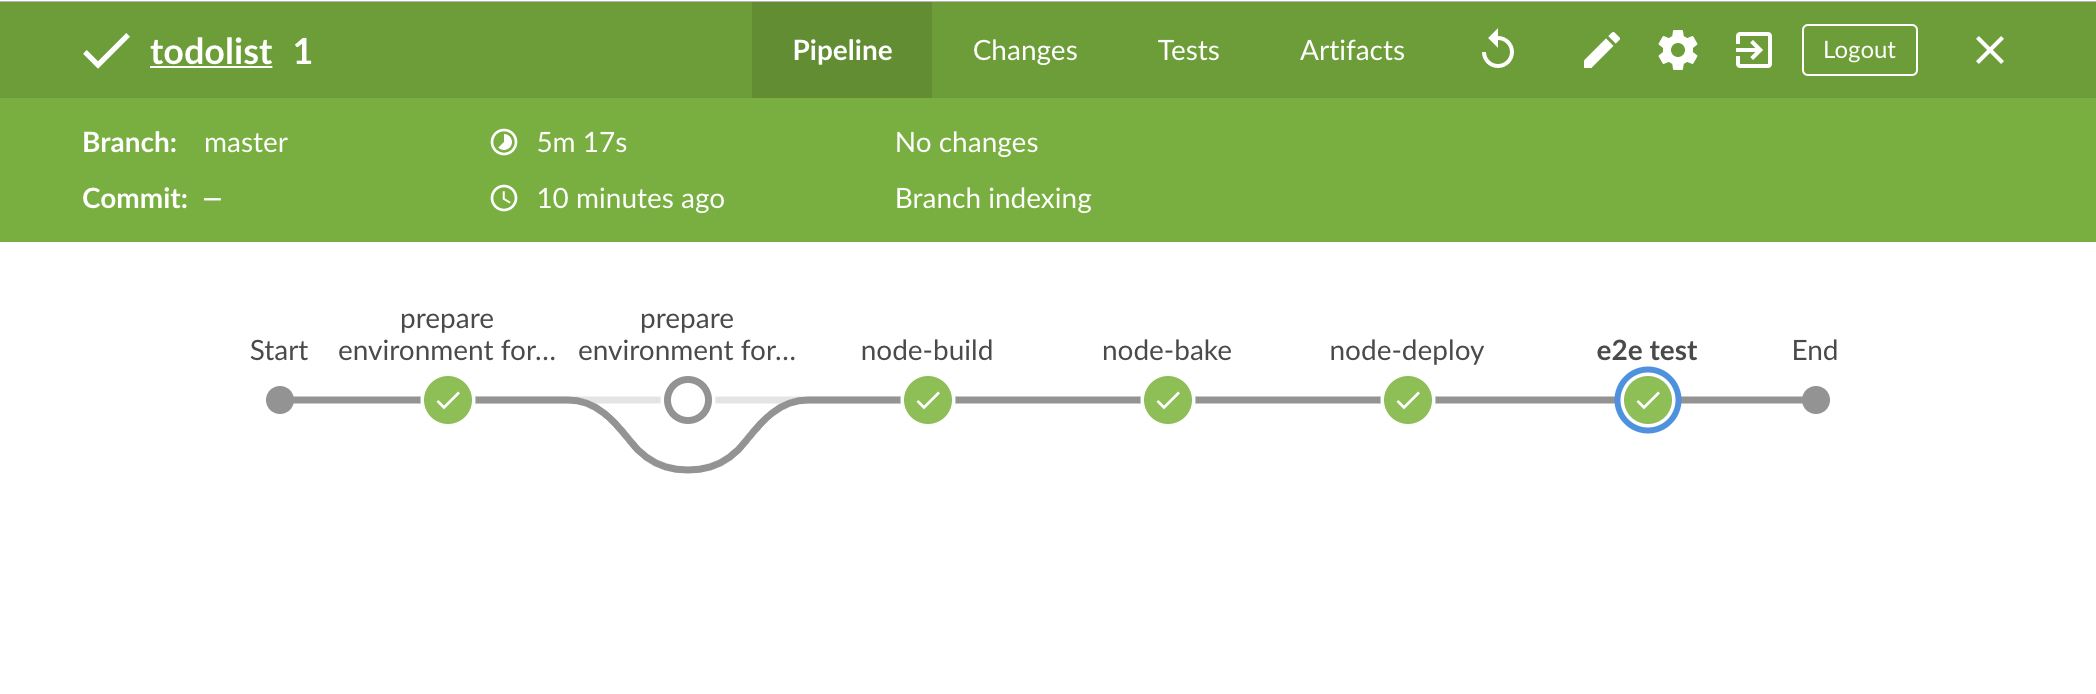 todolist 1 Pipeline Changes Tests Artifacts Logout
Branch: master 5m 17s No changes
Commit: — 10 minutes ago Branch indexing
prepare prepare
Start environment for... environment for... node-build node-bake node-deploy e2e test End